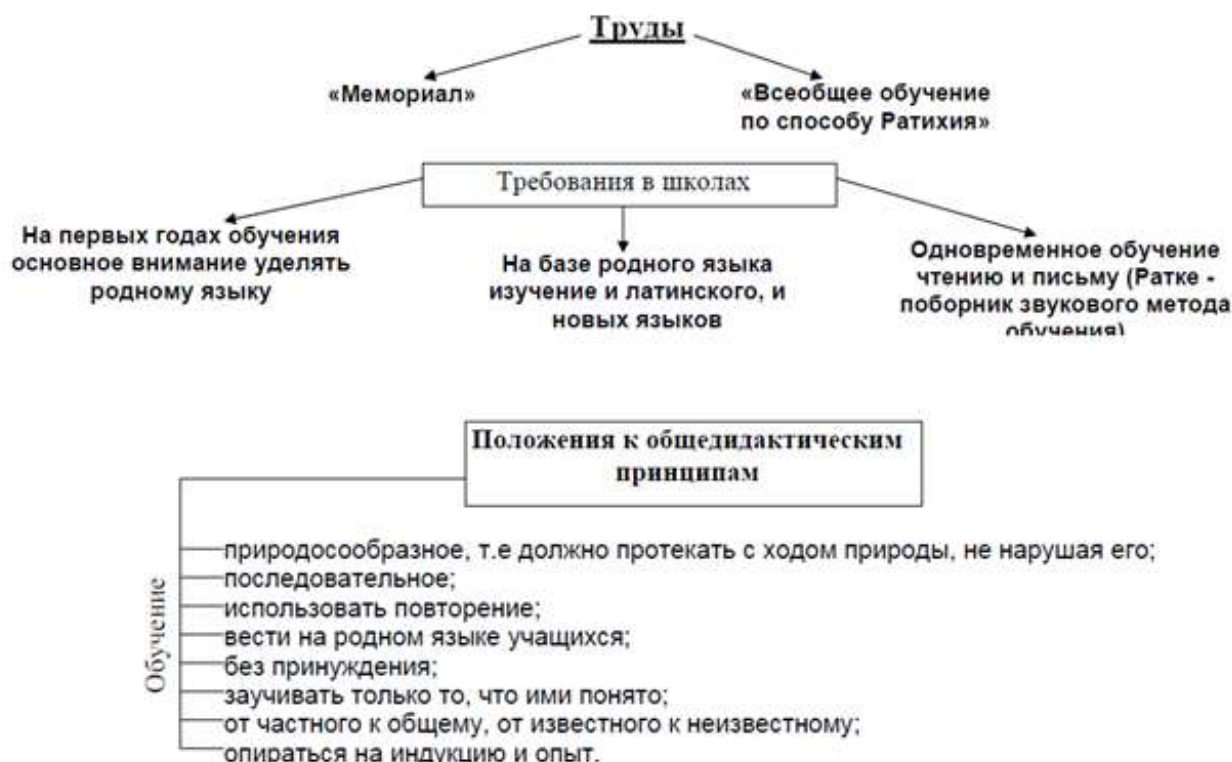 Труды
«Мемориал»
«Всеобщее обучение
по способу Ратихия»
Требования в школах
На первых годах обучения
основное внимание уделять
родному языку
На базе родного языка
изучение и латинского, и
новых языков
Одновременное обучение
чтению и письму (Ратке -
поборник звукового метода
обучения)
Положения к общедидактическим
принципам
Обучение
природосообразное, т.е должно протекать с ходом природы, не нарушая его;
последовательное;
использовать повторение;
вести на родном языке учащихся;
без принуждения;
заучивать только то, что ими понято;
от частного к общему, от известного к неизвестному;
опираться на индукцию и опыт.